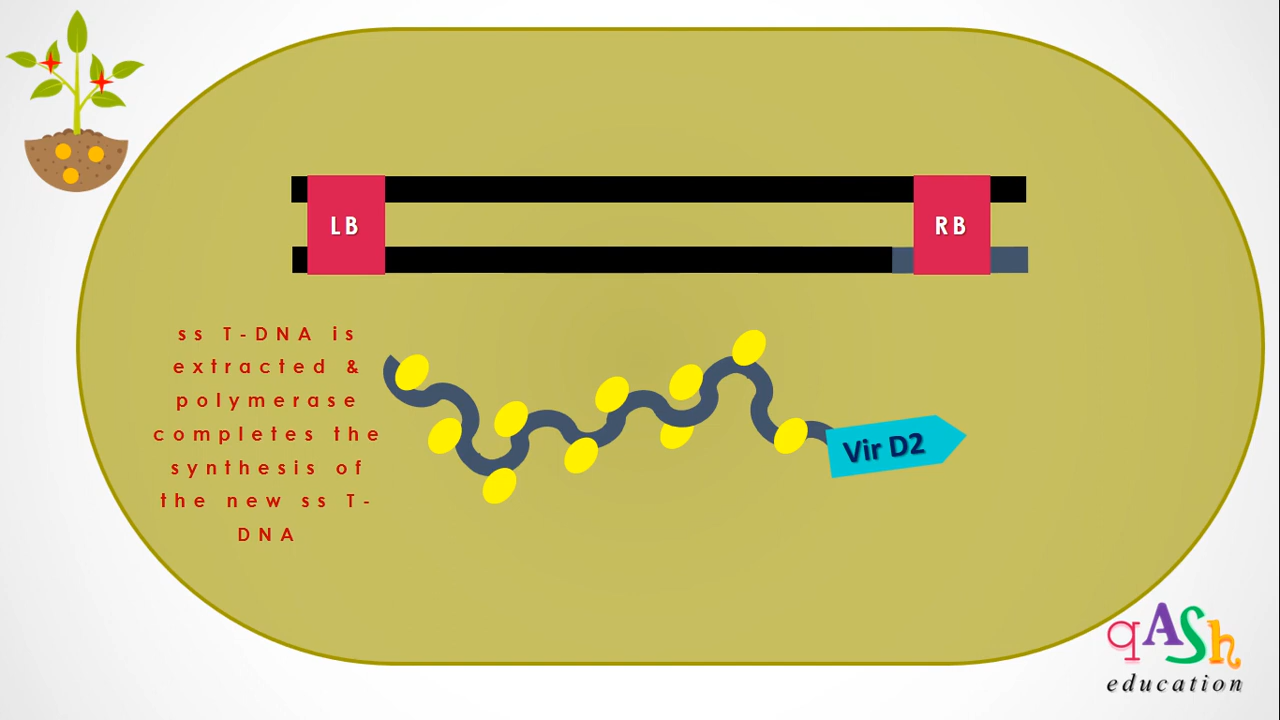 LB
RB
ss T-DNA is
extracted &
polymerase
completes the
synthesis of
the new ss T-
DNA
Vir D2
qASh
education